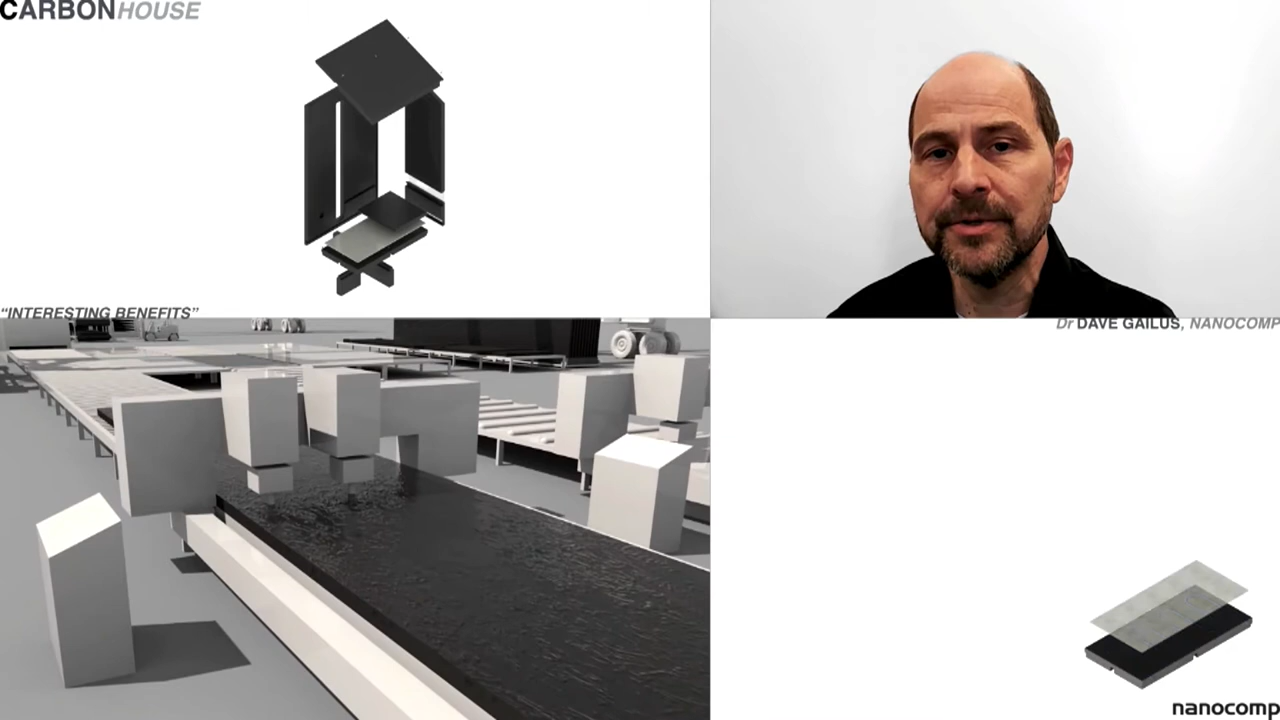 CARBONHOUSE
“INTERESTING BENEFITS”
Dr DAVE GAILUS, NANOCOMP
nanocomp